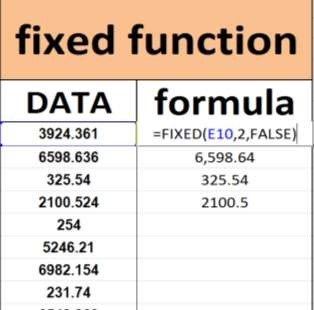 fixed function
DATA formula
3924.361 =FIXED(E10,2,FALSE)
6598.636 6,598.64
325.54 325.54
2100.524 2100.5
254
5246.21
6982.154
231.74